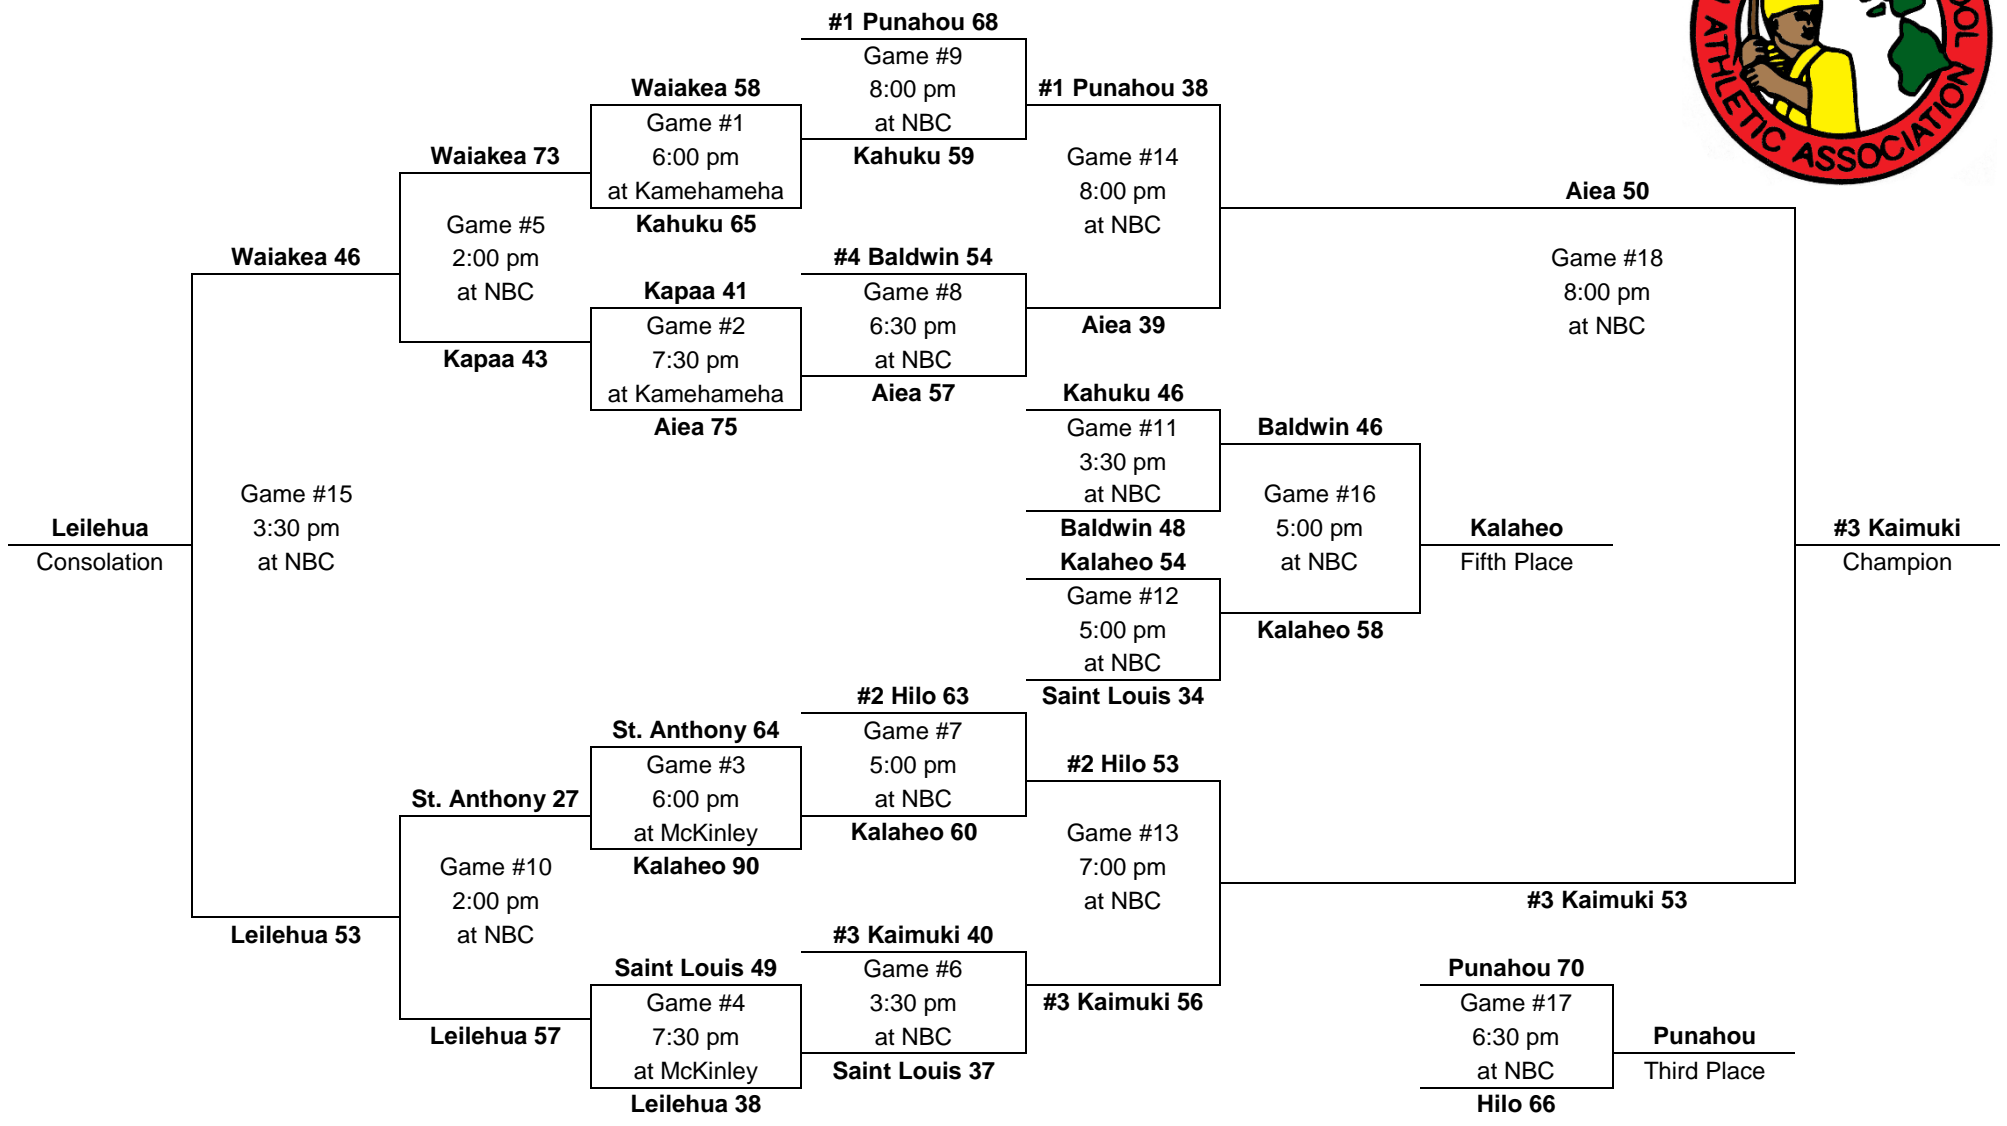 #1 Punahou 68
Game #9
8:00 pm
at NBC
Kahuku 59
Waiakea 58
Game #1
6:00 pm
at Kamehameha
Kahuku 65
#1 Punahou 38
Game #14
8:00 pm
at NBC
Aiea 39
Waiakea 73
Game #5
2:00 pm
at NBC
Kapaa 43
Aiea 50
Game #18
8:00 pm
at NBC
#3 Kaimuki 53
Waiakea 46
Game #15
3:30 pm
at NBC
Leilehua 53
#4 Baldwin 54
Game #8
6:30 pm
at NBC
Aiea 57
Kapaa 41
Game #2
7:30 pm
at Kamehameha
Aiea 75
Kahuku 46
Game #11
3:30 pm
at NBC
Baldwin 48
Baldwin 46
Game #16
5:00 pm
at NBC
Kalaheo 58
Leilehua
Consolation
Kalaheo
Fifth Place
#3 Kaimuki
Champion
Kalaheo 54
Game #12
5:00 pm
at NBC
Saint Louis 34
#2 Hilo 63
Game #7
5:00 pm
at NBC
Kalaheo 60
St. Anthony 64
Game #3
6:00 pm
at McKinley
Kalaheo 90
#2 Hilo 53
Game #13
7:00 pm
at NBC
#3 Kaimuki 56
St. Anthony 27
Game #10
2:00 pm
at NBC
Leilehua 57
#3 Kaimuki 40
Game #6
3:30 pm
at NBC
Saint Louis 37
Saint Louis 49
Game #4
7:30 pm
at McKinley
Leilehua 38
Punahou 70
Game #17
6:30 pm
at NBC
Hilo 66
Punahou
Third Place
ATHLETIC ASSOCIATION